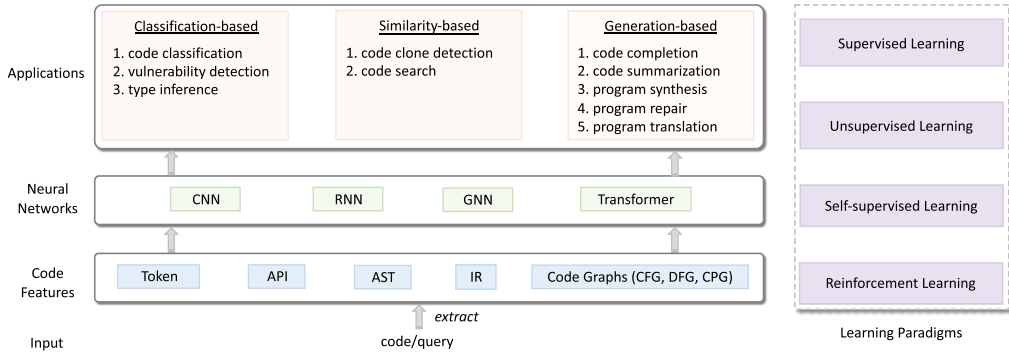 Applications
Classification-based
1. code classification
2. vulnerability detection
3. type inference
Similarity-based
1. code clone detection
2. code search
Generation-based
1. code completion
2. code summarization
3. program synthesis
4. program repair
5. program translation
Neural
Networks
CNN
RNN
GNN
Transformer
Code
Features
Token
API
AST
IR
Code Graphs (CFG, DFG, CPG)
extract
Input
code/query
Supervised Learning
Unsupervised Learning
Self-supervised Learning
Reinforcement Learning
Learning Paradigms